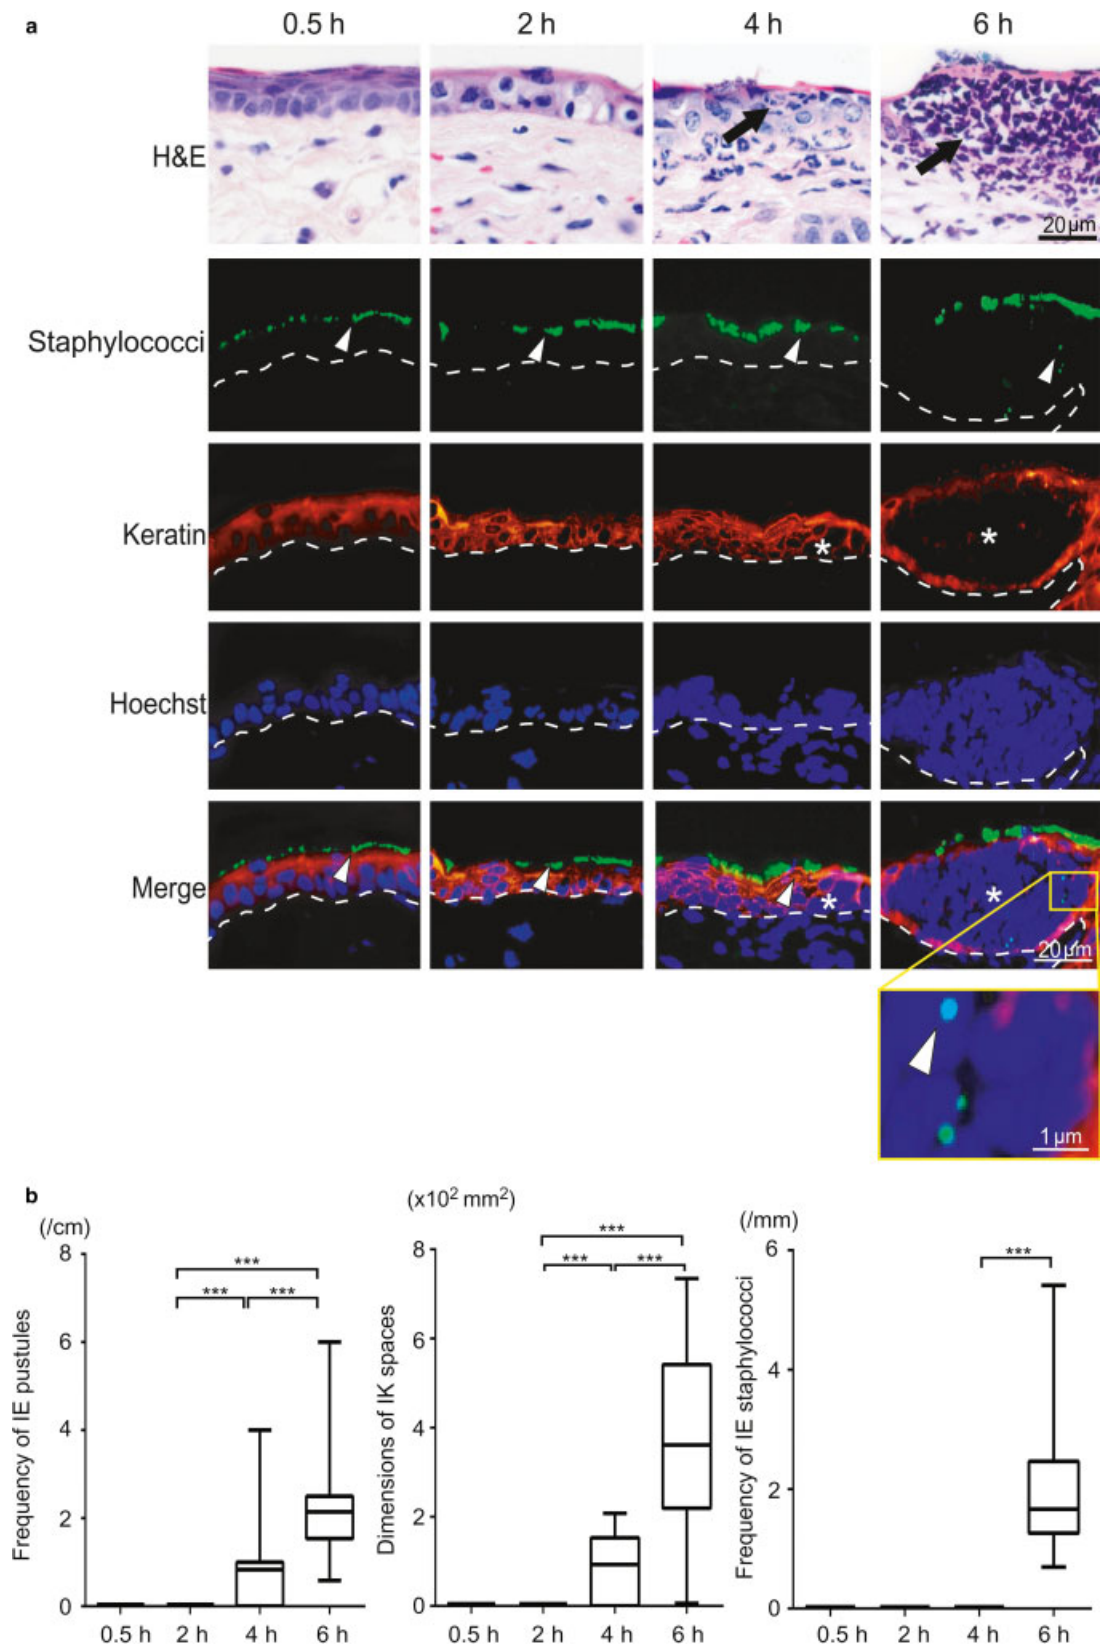 a
0.5 h 2 h 4 h 6 h
H&E
20 µm
Staphylococci
Keratin
*
*
Hoechst
Merge
*
*
20 µm
1 µm
b
(/cm)
(x10² mm²)
(/mm)
Frequency of IE pustules
8
6
4
2
0
***
*** ***
0.5 h 2 h 4 h 6 h
Dimensions of IK spaces
8
6
4
2
0
***
*** ***
0.5 h 2 h 4 h 6 h
Frequency of IE staphylococci
6
4
2
0
***
0.5 h 2 h 4 h 6 h